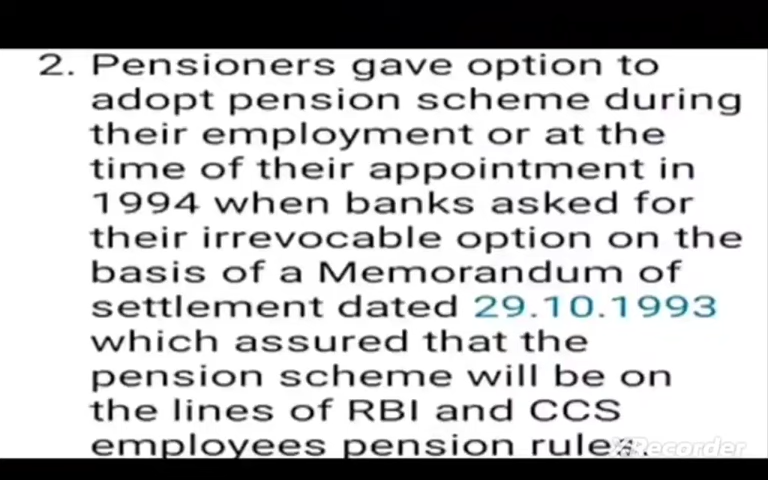 2. Pensioners gave option to
adopt pension scheme during
their employment or at the
time of their appointment in
1994 when banks asked for
their irrevocable option on the
basis of a Memorandum of
settlement dated 29.10.1993
which assured that the
pension scheme will be on
the lines of RBI and CCS
employees pension rules.
XRecorder